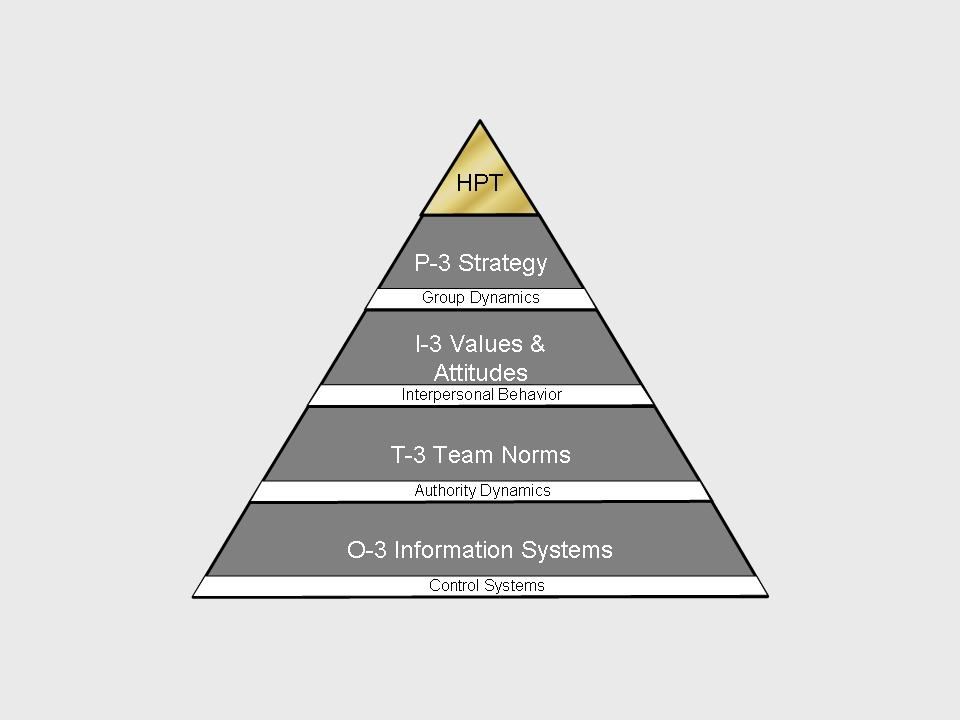 HPT
P-3 Strategy
Group Dynamics
I-3 Values &
Attitudes
Interpersonal Behavior
T-3 Team Norms
Authority Dynamics
O-3 Information Systems
Control Systems